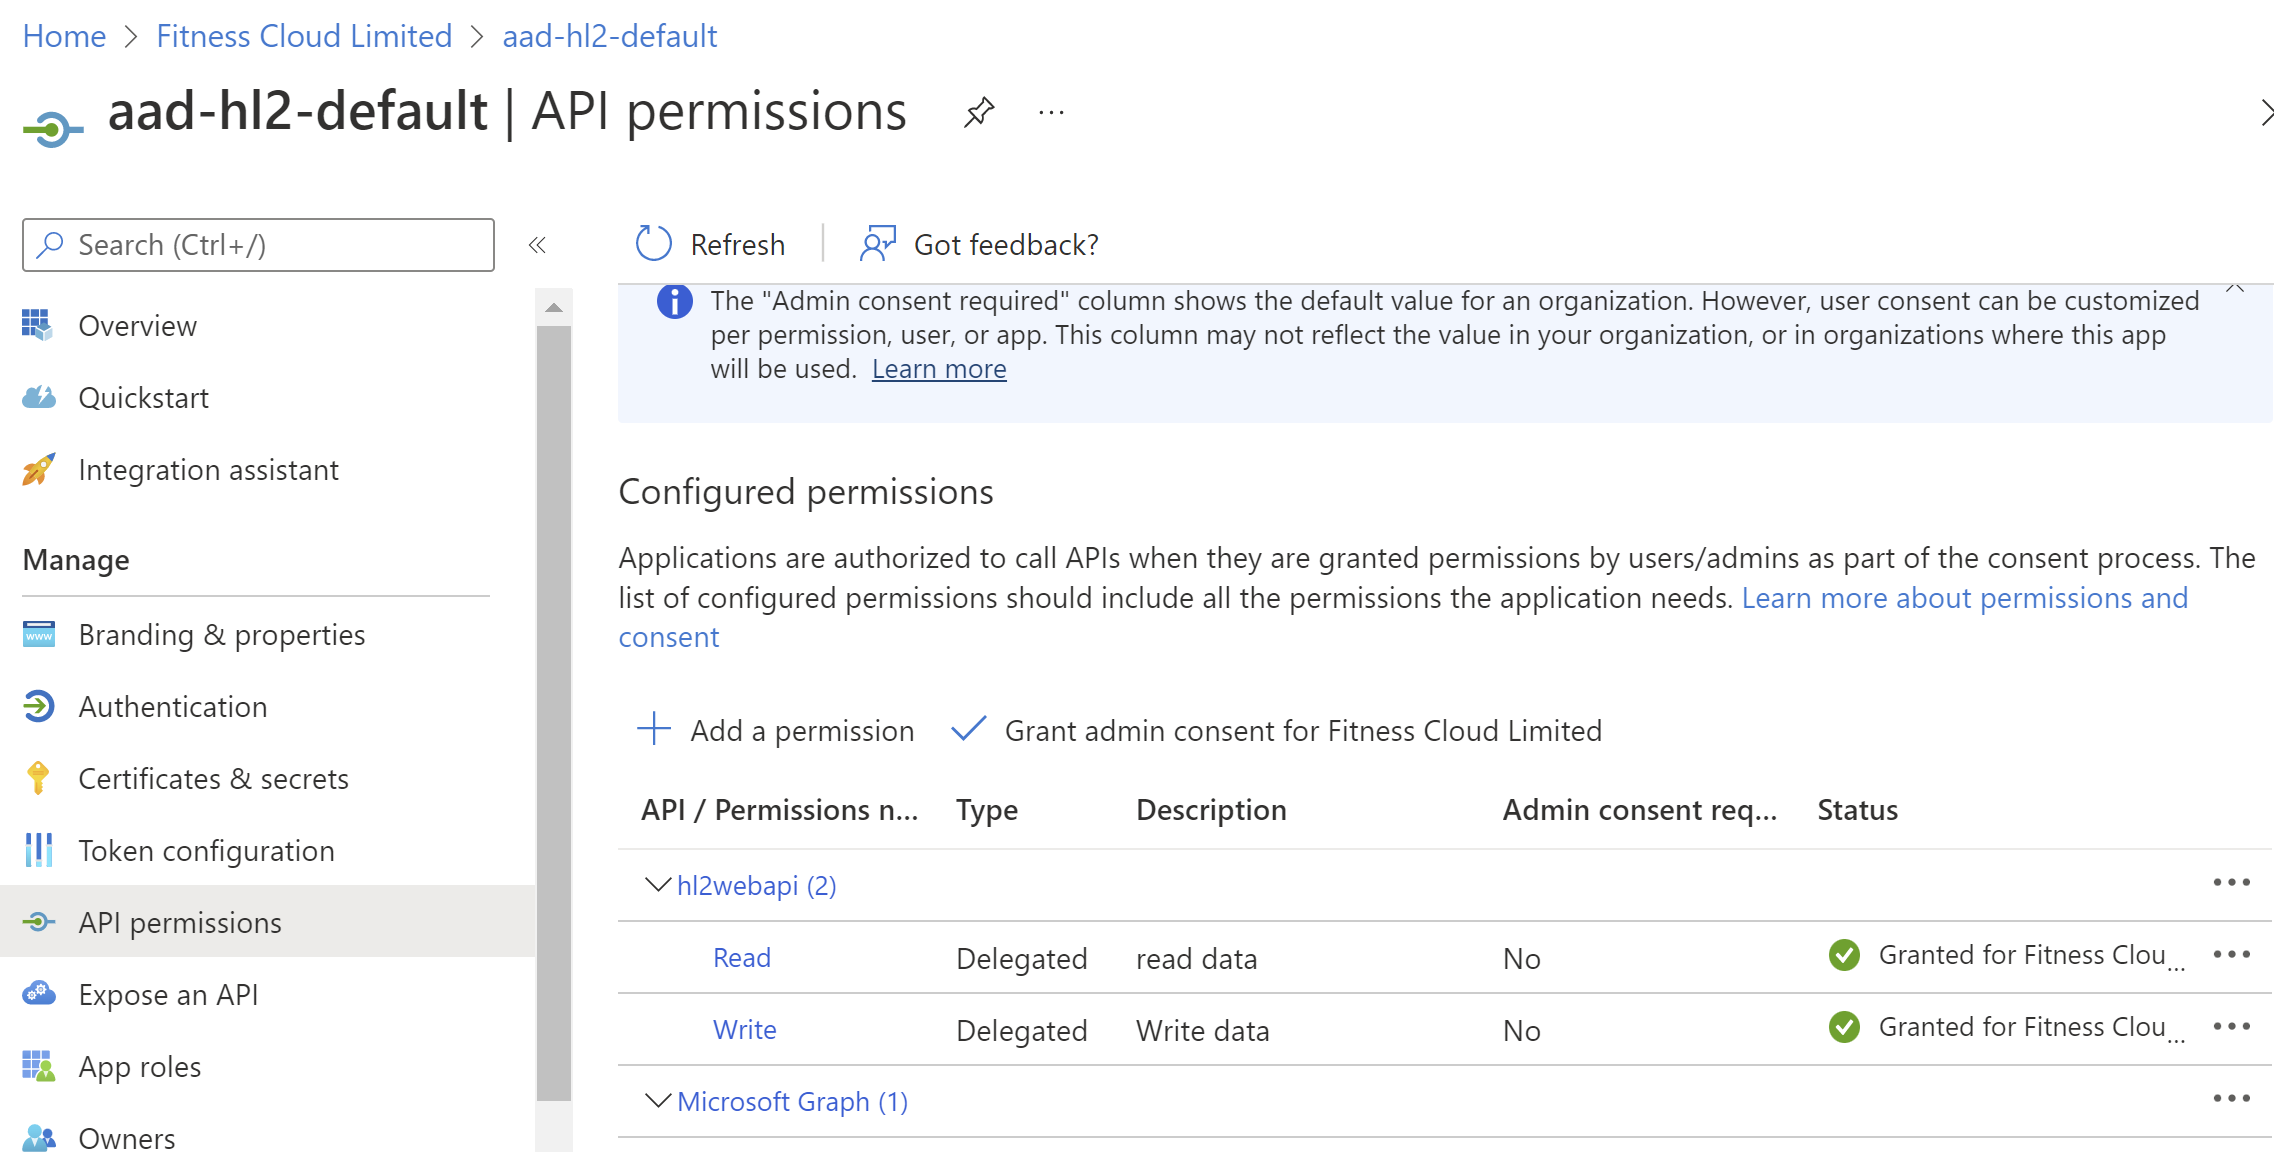 Home > Fitness Cloud Limited > aad-hl2-default
aad-hl2-default | API permissions ...
Search (Ctrl+/) «
Overview
Quickstart
Integration assistant
Manage
Branding & properties
Authentication
Certificates & secrets
Token configuration
API permissions
Expose an API
App roles
Owners
Refresh Got feedback?
The "Admin consent required" column shows the default value for an organization. However, user consent can be customized
per permission, user, or app. This column may not reflect the value in your organization, or in organizations where this app
will be used. Learn more
Configured permissions
Applications are authorized to call APIs when they are granted permissions by users/admins as part of the consent process. The
list of configured permissions should include all the permissions the application needs. Learn more about permissions and
consent
Add a permission Grant admin consent for Fitness Cloud Limited
API / Permissions n... Type Description Admin consent req... Status
hl2webapi (2)
Read Delegated read data No Granted for Fitness Clou...
Write Delegated Write data No Granted for Fitness Clou...
Microsoft Graph (1)